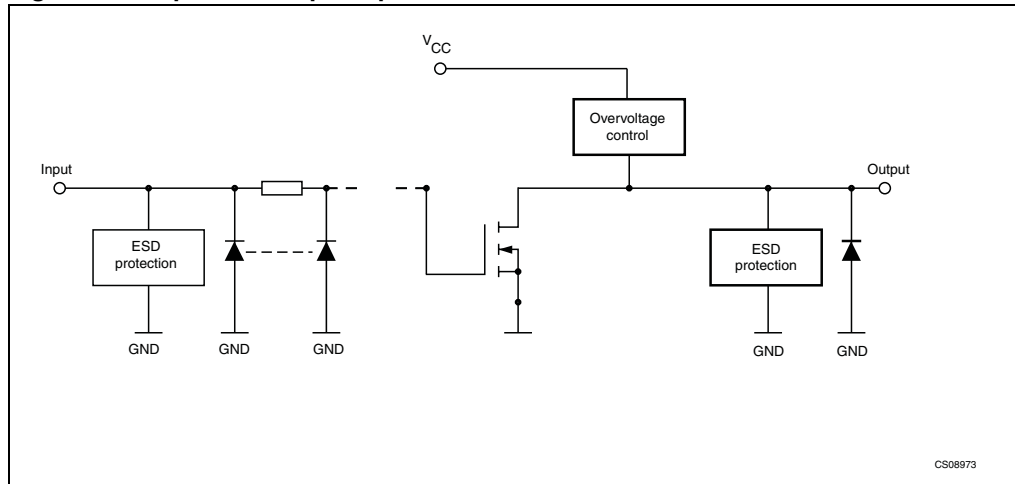 VCC
Overvoltage
control
Input
Output
ESD
protection
ESD
protection
GND
GND
GND
GND
GND
CS08973